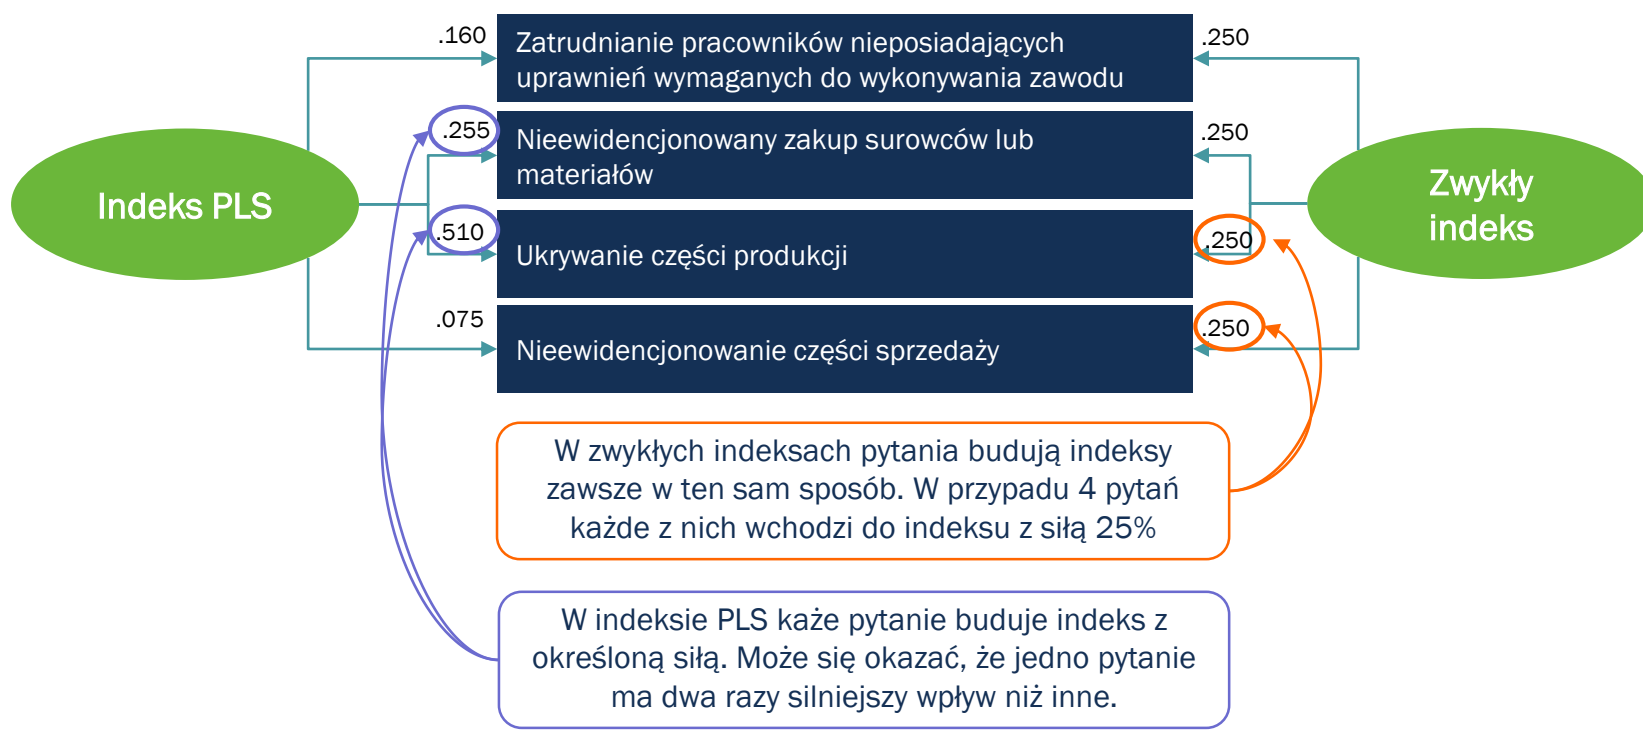 .160
Zatrudnianie pracowników nieposiadających
uprawnień wymaganych do wykonywania zawodu
.250
.255
Nieewidencjonowany zakup surowców lub
materiałów
.250
Indeks PLS
Zwykły
indeks
.510
Ukrywanie części produkcji
.250
.075
Nieewidencjonowanie części sprzedaży
.250
W zwykłych indeksach pytania budują indeksy
zawsze w ten sam sposób. W przypadu 4 pytań
każde z nich wchodzi do indeksu z siłą 25%
W indeksie PLS każe pytanie buduje indeks z
określoną siłą. Może się okazać, że jedno pytanie
ma dwa razy silniejszy wpływ niż inne.